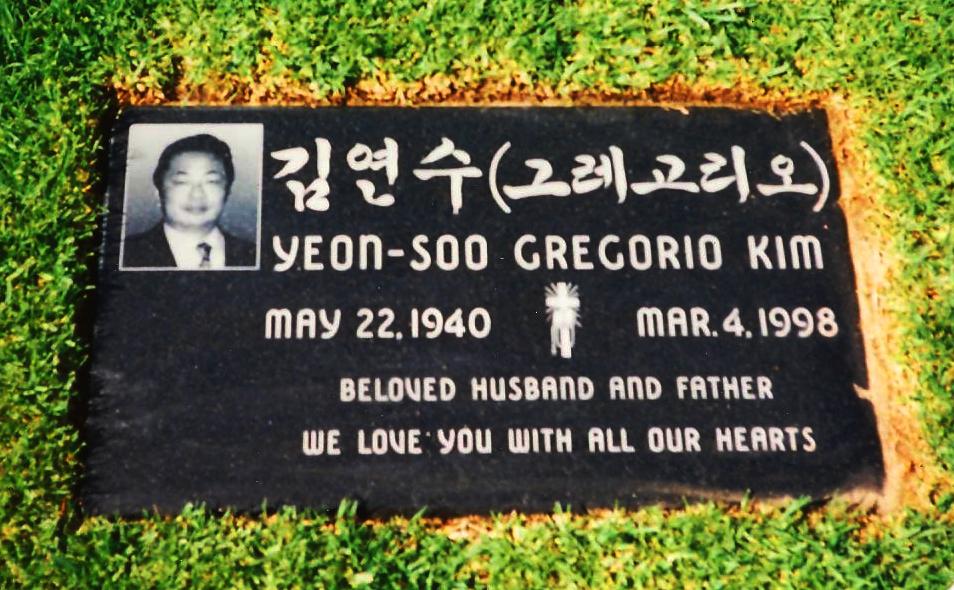 김연수(그레고리오)
YEON-SOO GREGORIO KIM
MAY 22, 1940 MAR. 4, 1998
BELOVED HUSBAND AND FATHER
WE LOVE YOU WITH ALL OUR HEARTS